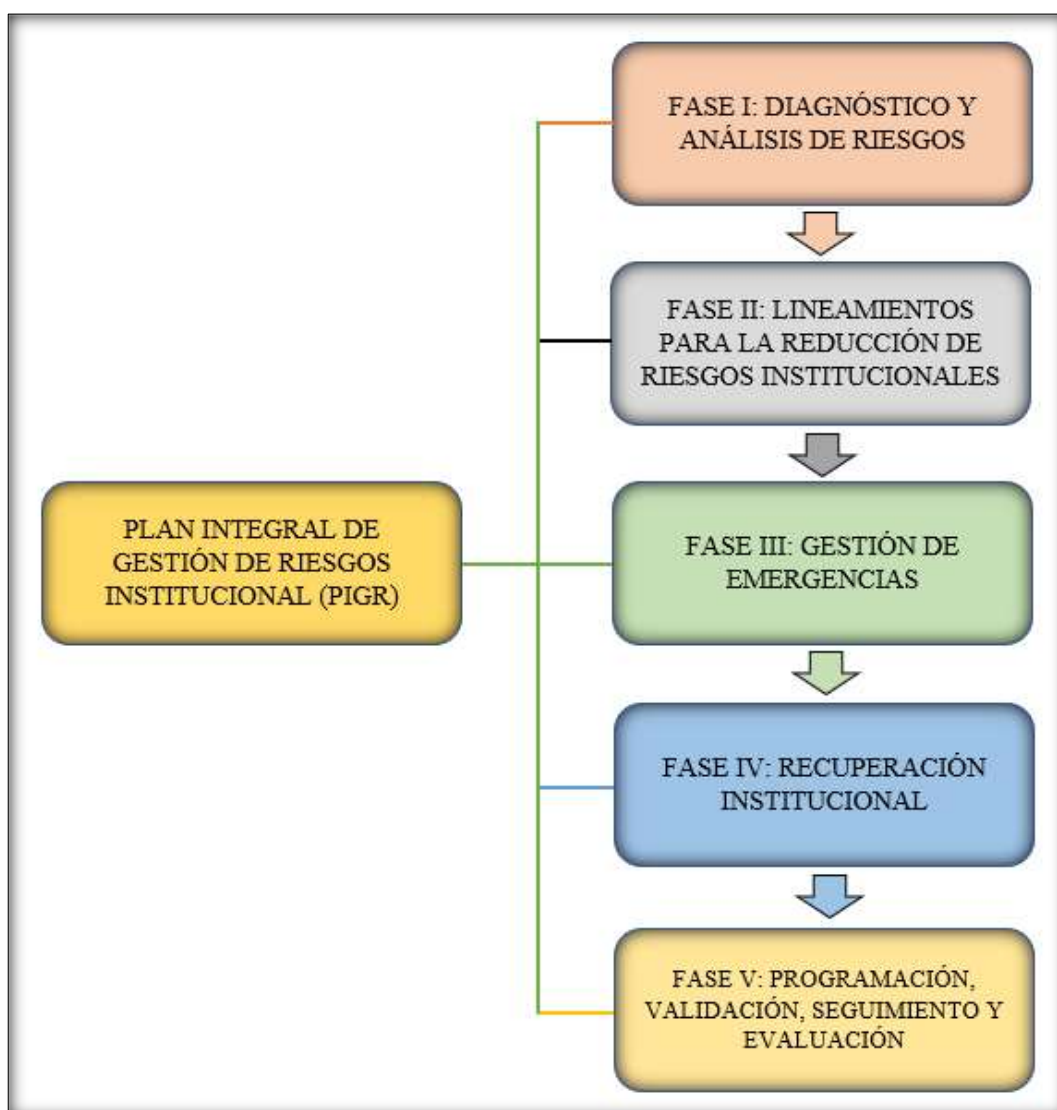 FASE I: DIAGNÓSTICO Y
ANÁLISIS DE RIESGOS
FASE II: LINEAMIENTOS
PARA LA REDUCCIÓN DE
RIESGOS INSTITUCIONALES
PLAN INTEGRAL DE
GESTIÓN DE RIESGOS
INSTITUCIONAL (PIGR)
FASE III: GESTIÓN DE
EMERGENCIAS
FASE IV: RECUPERACIÓN
INSTITUCIONAL
FASE V: PROGRAMACIÓN,
VALIDACIÓN, SEGUIMIENTO Y
EVALUACIÓN